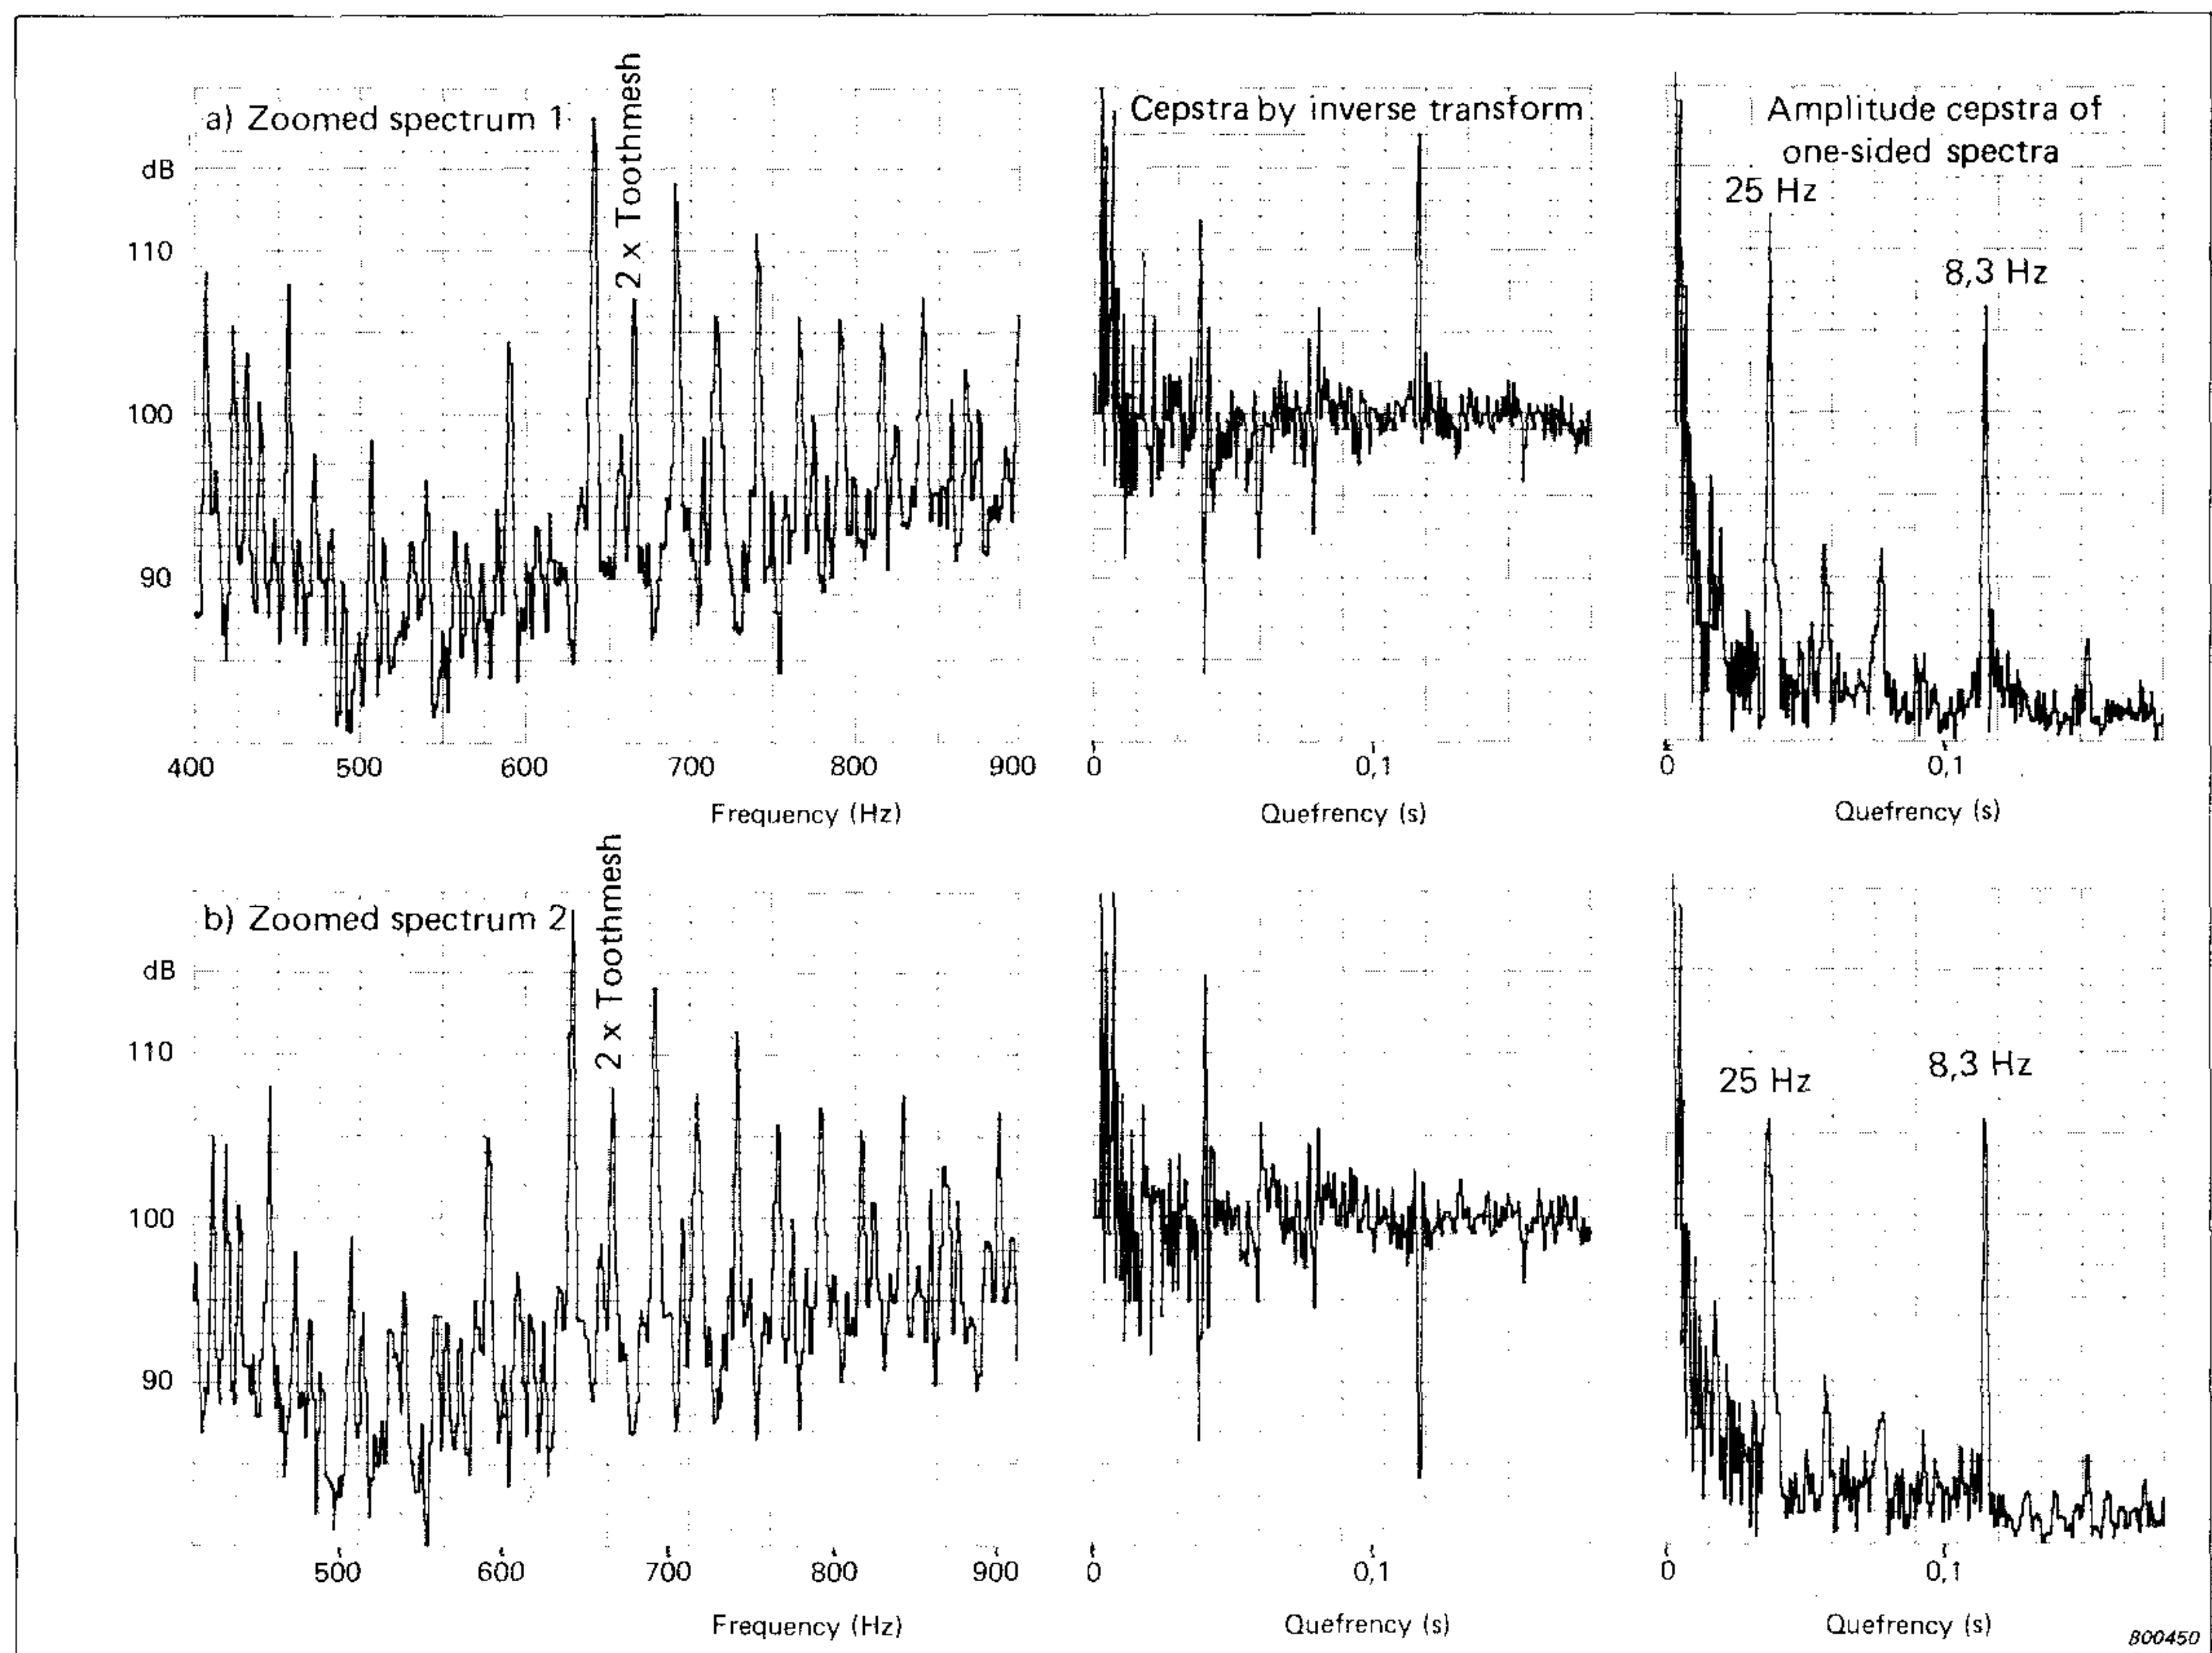 a) Zoomed spectrum 1
2 x Toothmesh
dB
110
100
90
400 500 600 700 800 900
Frequency (Hz)
Cepstra by inverse transform
0 0,1
Quefrency (s)
Amplitude cepstra of
one-sided spectra
25 Hz
8,3 Hz
0 0,1
Quefrency (s)
b) Zoomed spectrum 2
2 x Toothmesh
dB
110
100
90
500 600 700 800 900
Frequency (Hz)
0 0,1
Quefrency (s)
25 Hz
8,3 Hz
0 0,1
Quefrency (s)
800450